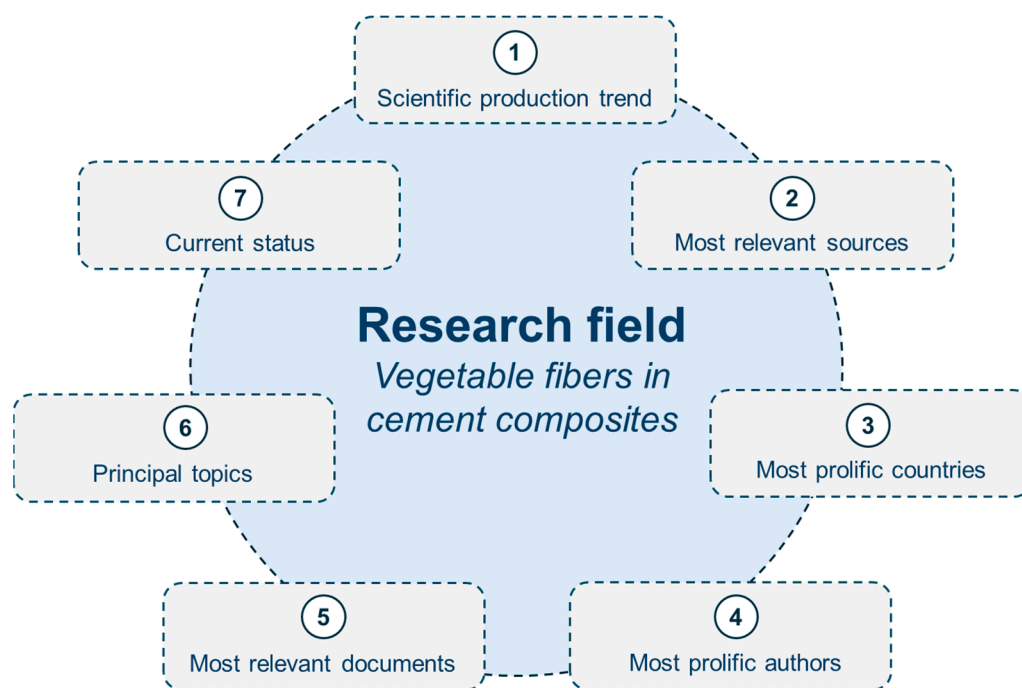 1
Scientific production trend
7
Current status
2
Most relevant sources
Research field
Vegetable fibers in
cement composites
6
Principal topics
3
Most prolific countries
5
Most relevant documents
4
Most prolific authors